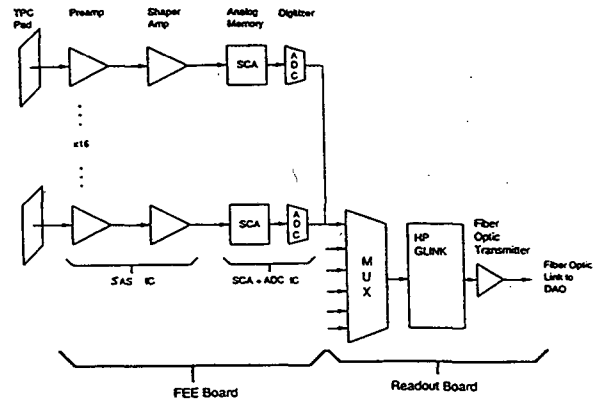 TPC
Pad
Preamp
Shaper
Amp
Analog
Memory
Digitizer
SCA
ADC
x16
SCA
ADC
SAS IC
SCA + ADC IC
MUX
HP
GLINK
Fiber
Optic
Transmitter
Fiber Optic
Link to
DAQ
FEE Board
Readout Board